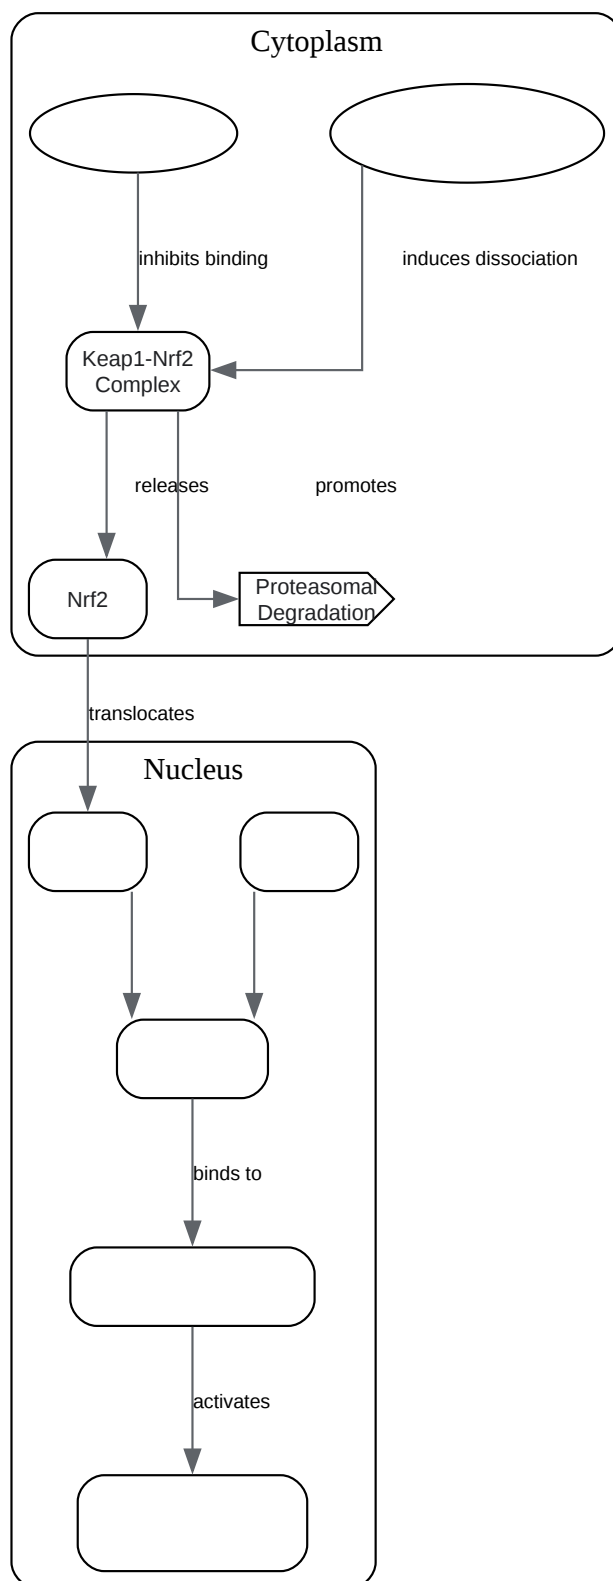 Cytoplasm
inhibits binding
induces dissociation
Keap1-Nrf2
Complex
releases
promotes
Nrf2
Proteasomal
Degradation
translocates
Nucleus
binds to
activates